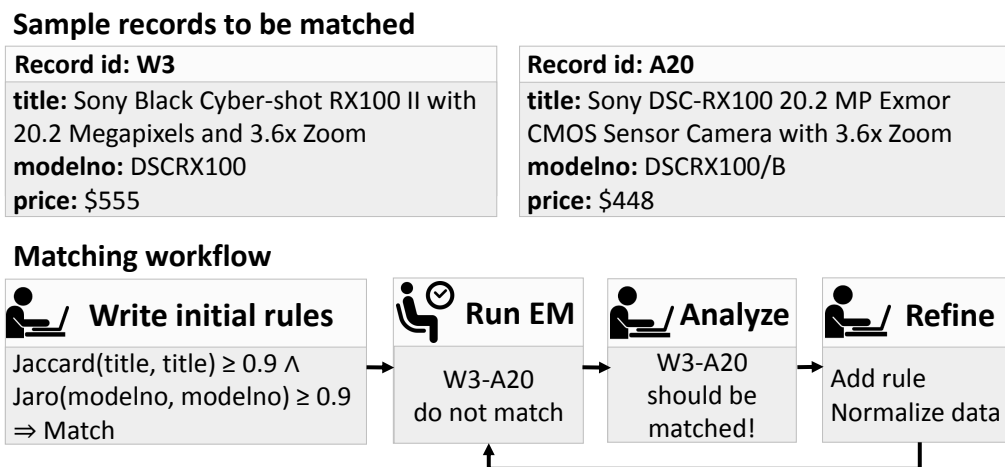 Sample records to be matched
Record id: W3
title: Sony Black Cyber-shot RX100 II with
20.2 Megapixels and 3.6x Zoom
modelno: DSCRX100
price: $555
Record id: A20
title: Sony DSC-RX100 20.2 MP Exmor
CMOS Sensor Camera with 3.6x Zoom
modelno: DSCRX100/B
price: $448
Matching workflow
Write initial rules
Jaccard(title, title) ≥ 0.9 Λ
Jaro(modelno, modelno) ≥ 0.9
⇒ Match
Run EM
W3-A20
do not match
Analyze
W3-A20
should be
matched!
Refine
Add rule
Normalize data